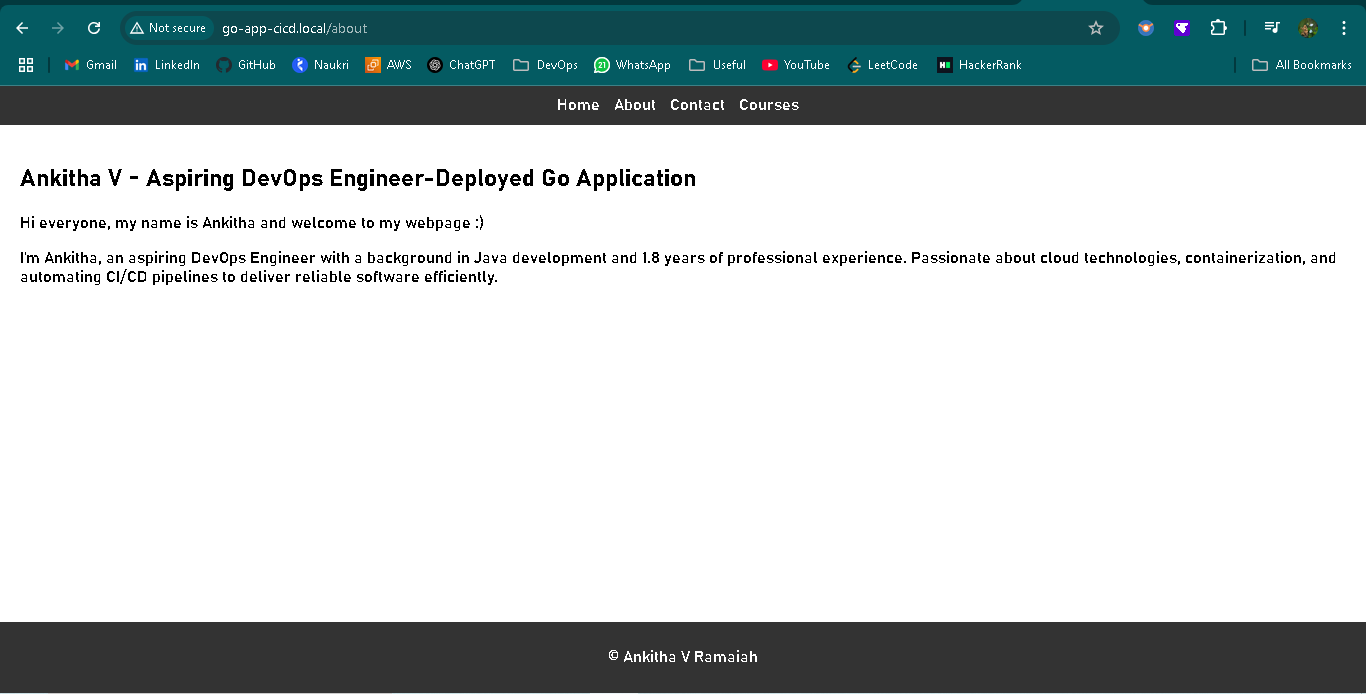 Not secure go-app-cicd.local/about
Gmail LinkedIn GitHub Naukri AWS ChatGPT DevOps 21 WhatsApp Useful YouTube LeetCode HackerRank All Bookmarks
Home About Contact Courses
Ankitha V - Aspiring DevOps Engineer-Deployed Go Application
Hi everyone, my name is Ankitha and welcome to my webpage :)
I'm Ankitha, an aspiring DevOps Engineer with a background in Java development and 1.8 years of professional experience. Passionate about cloud technologies, containerization, and
automating CI/CD pipelines to deliver reliable software efficiently.
© Ankitha V Ramaiah